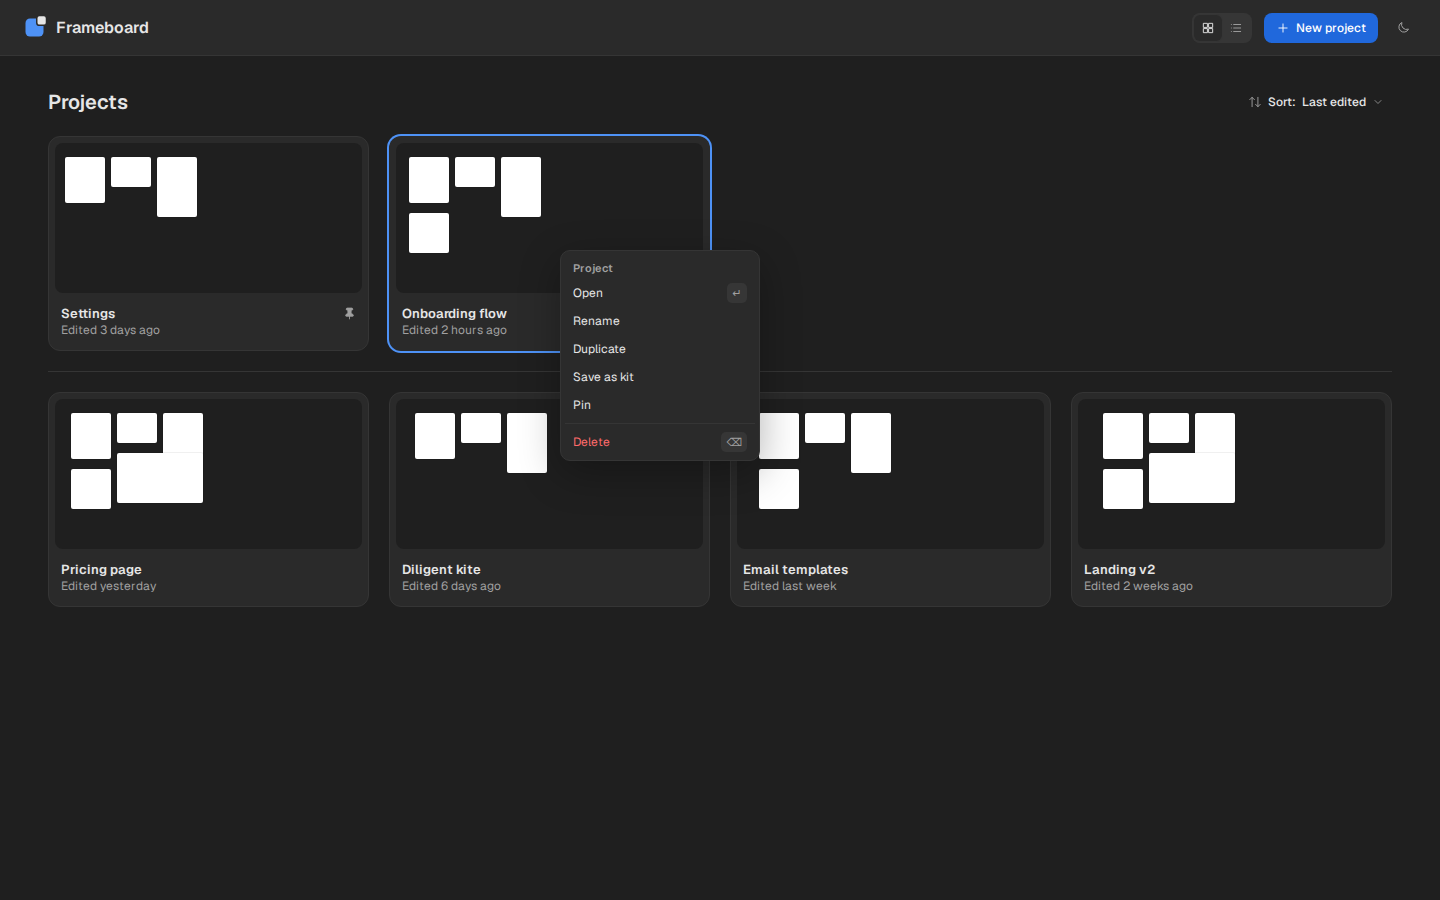 Frameboard
New project
Projects
Sort: Last edited
Settings
Edited 3 days ago
Onboarding flow
Edited 2 hours ago
Project
Open ↵
Rename
Duplicate
Save as kit
Pin
Delete ⌫
Pricing page
Edited yesterday
Diligent kite
Edited 6 days ago
Email templates
Edited last week
Landing v2
Edited 2 weeks ago